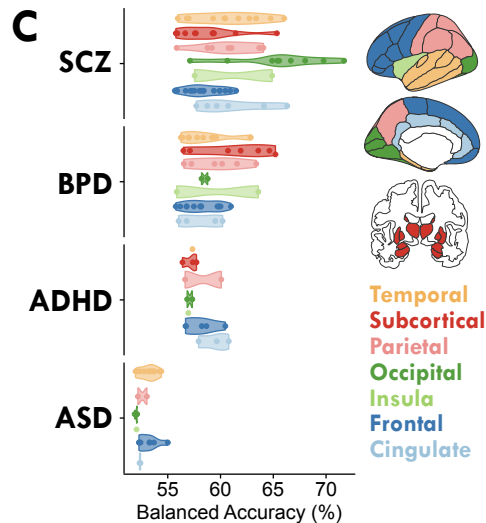 C
SCZ
BPD
ADHD
ASD
55 60 65 70
Balanced Accuracy (%)
Temporal
Subcortical
Parietal
Occipital
Insula
Frontal
Cingulate